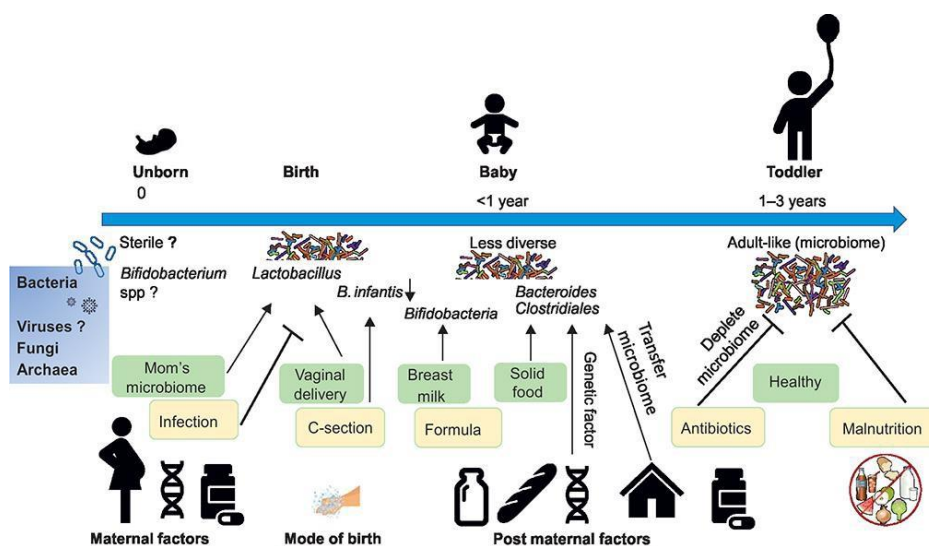 Unborn
0
Birth
Baby
<1 year
Toddler
1–3 years
Sterile ?
Bifidobacterium
spp ?
Lactobacillus
B. infantis
Less diverse
Bifidobacteria
Bacteroides
Clostridiales
Adult-like (microbiome)
Bacteria
Viruses ?
Fungi
Archaea
Mom's
microbiome
Infection
Vaginal
delivery
C-section
Breast
milk
Formula
Solid
food
Genetic factor
Transfer
microbiome
Deplete
microbiome
Antibiotics
Healthy
Malnutrition
Maternal factors
Mode of birth
Post maternal factors